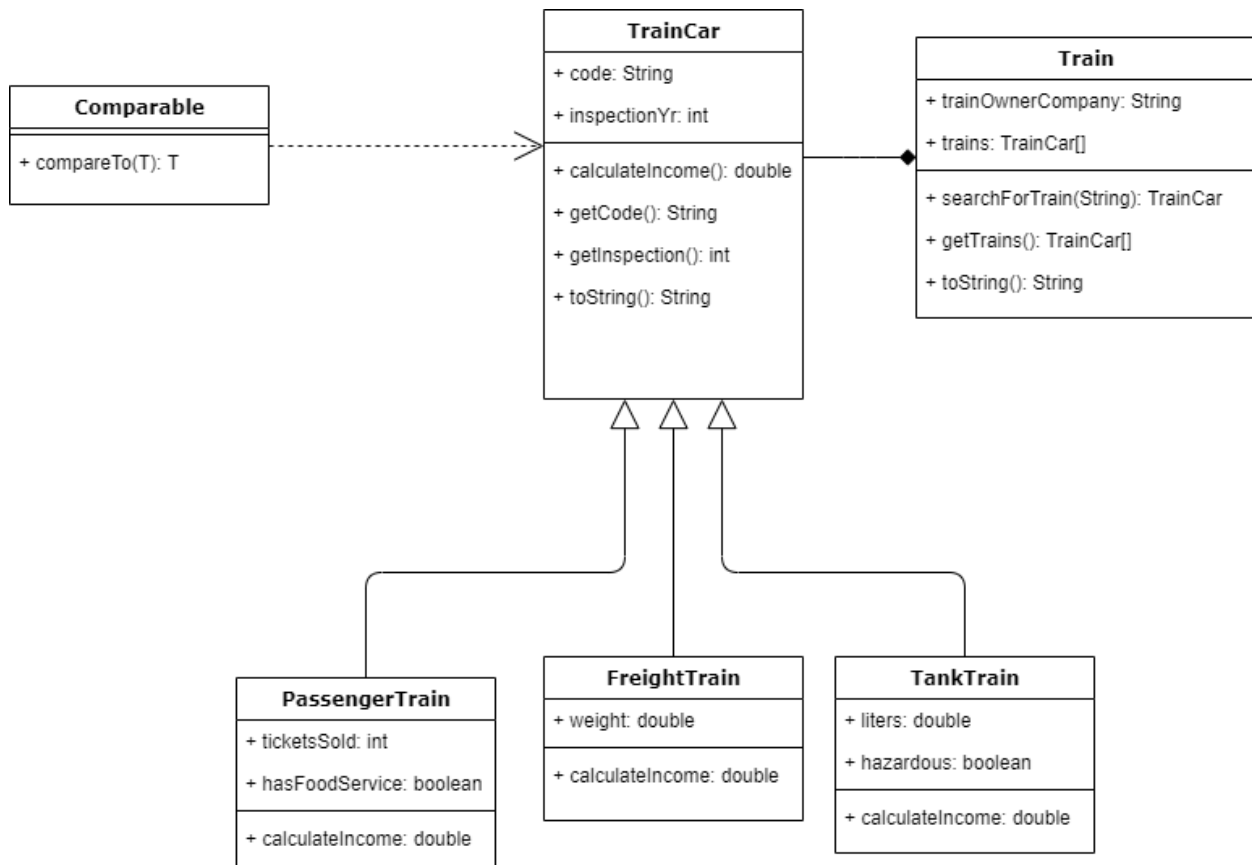 Comparable
+ compareTo(T): T
TrainCar
+ code: String
+ inspectionYr: int
+ calculateIncome(): double
+ getCode(): String
+ getInspection(): int
+ toString(): String
Train
+ trainOwnerCompany: String
+ trains: TrainCar[]
+ searchForTrain(String): TrainCar
+ getTrains(): TrainCar[]
+ toString(): String
PassengerTrain
+ ticketsSold: int
+ hasFoodService: boolean
+ calculateIncome: double
FreightTrain
+ weight: double
+ calculateIncome: double
TankTrain
+ liters: double
+ hazardous: boolean
+ calculateIncome: double